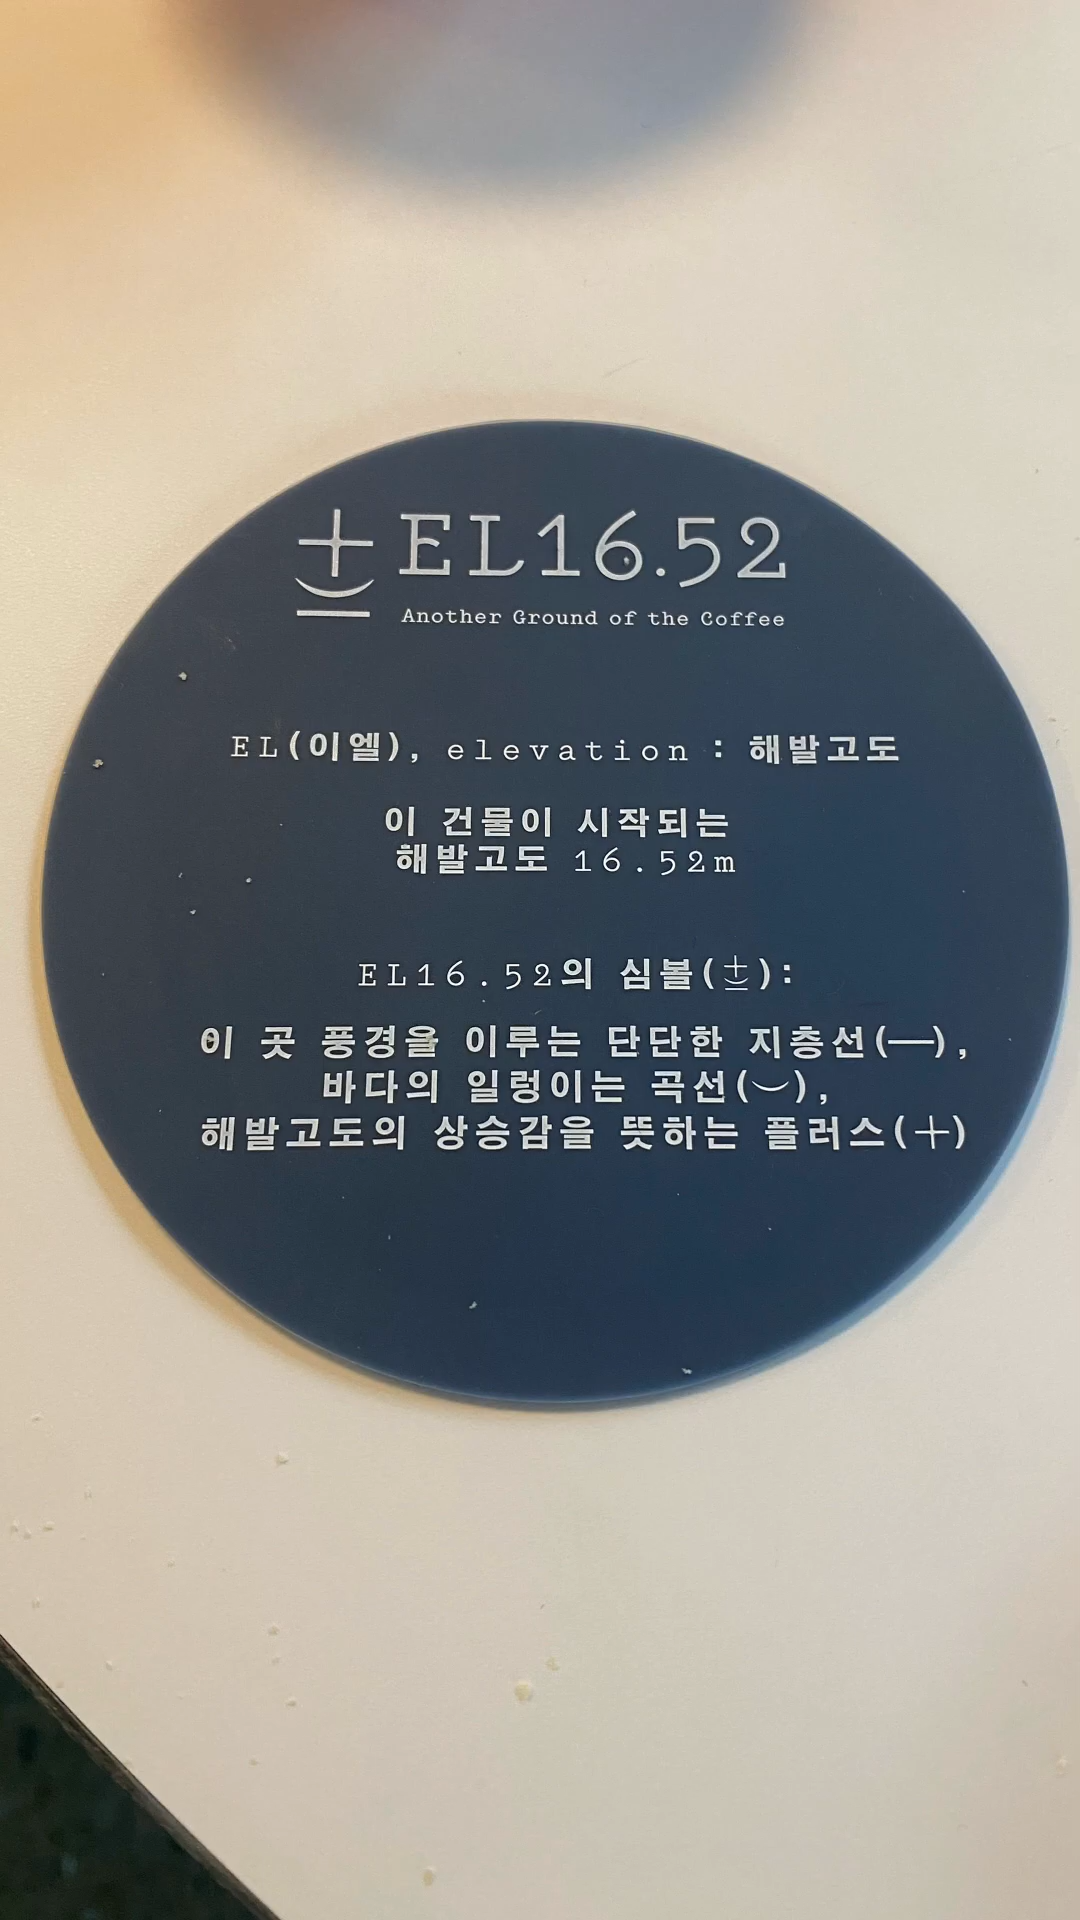 ±EL16.52
Another Ground of the Coffee
EL(이엘), elevation : 해발고도
이 건물이 시작되는
해발고도 16.52m
EL16.52의 심볼(±):
이 곳 풍경을 이루는 단단한 지층선(—),
바다의 일렁이는 곡선(⌣),
해발고도의 상승감을 뜻하는 플러스(+)